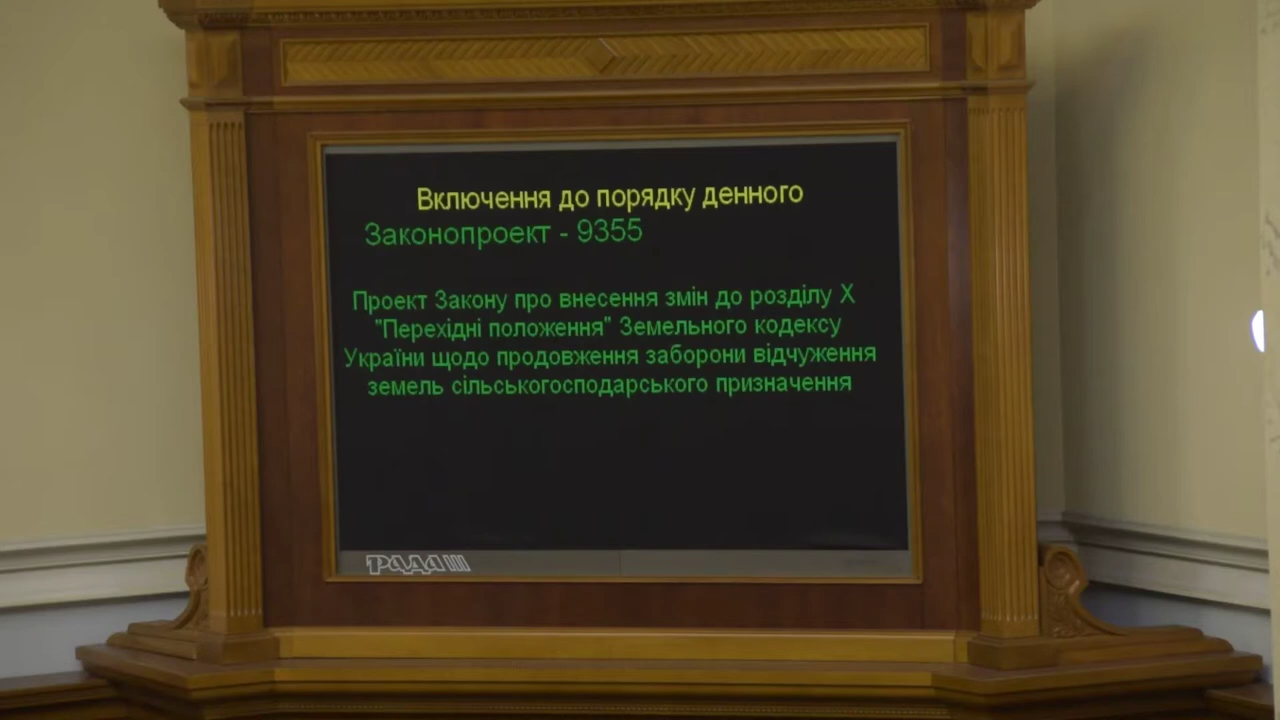 Включення до порядку денного
Законопроект - 9355
Проект Закону про внесення змін до розділу X
"Перехідні положення" Земельного кодексу
України щодо продовження заборони відчуження
земель сільськогосподарського призначення
РАДА